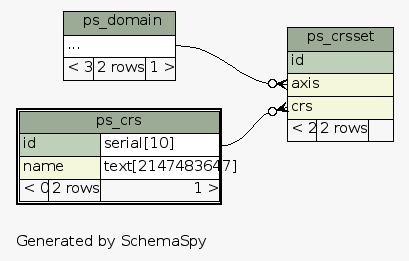 ps_domain
...
< 3 2 rows 1 >
ps_crsset
id
axis
crs
< 2 2 rows
ps_crs
id serial[10]
name text[2147483647]
< 0 2 rows 1 >
Generated by SchemaSpy